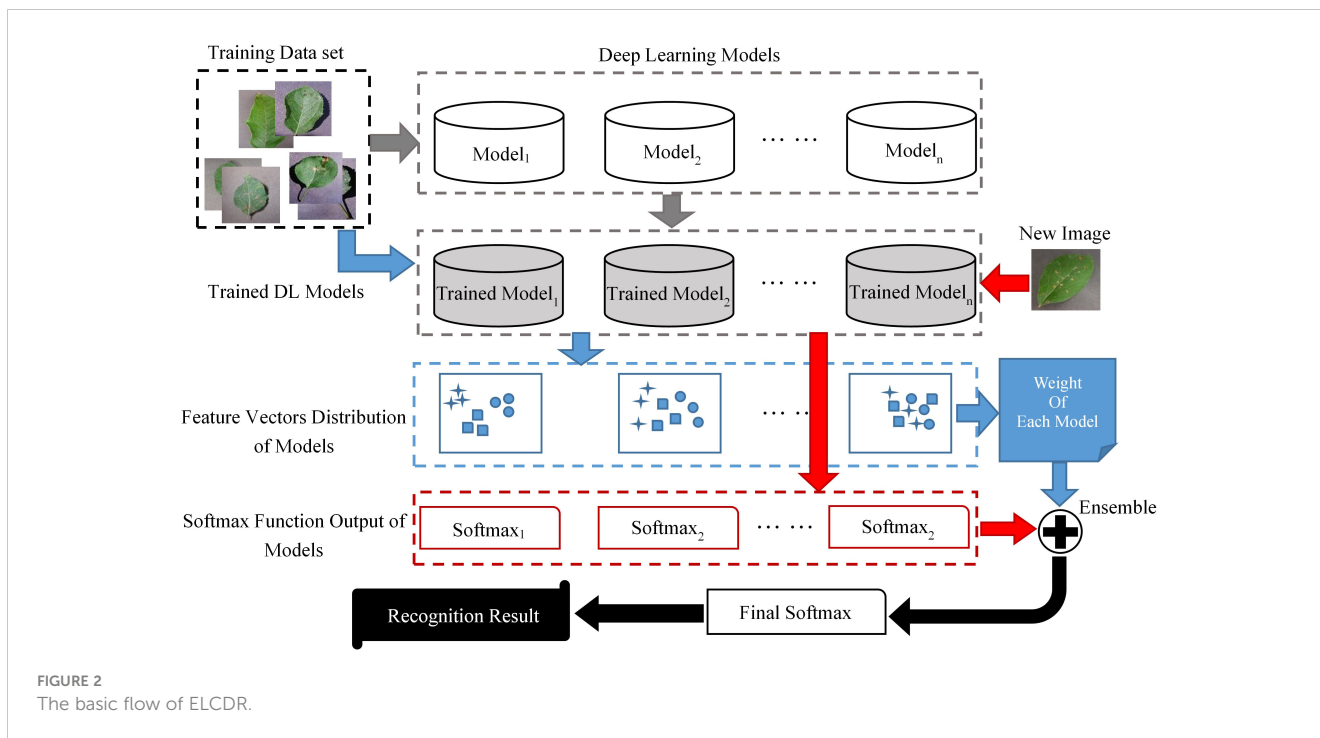 Training Data set
Deep Learning Models
Model1
Model2
... ...
Modeln
New Image
Trained DL Models
Trained Model1
Trained Model2
... ...
Trained Modeln
Feature Vectors Distribution
of Models
... ...
Weight
Of
Each Model
Softmax Function Output of
Models
Softmax1
Softmax2
... ...
Softmax2
Ensemble
Recognition Result
Final Softmax
FIGURE 2
The basic flow of ELCDR.